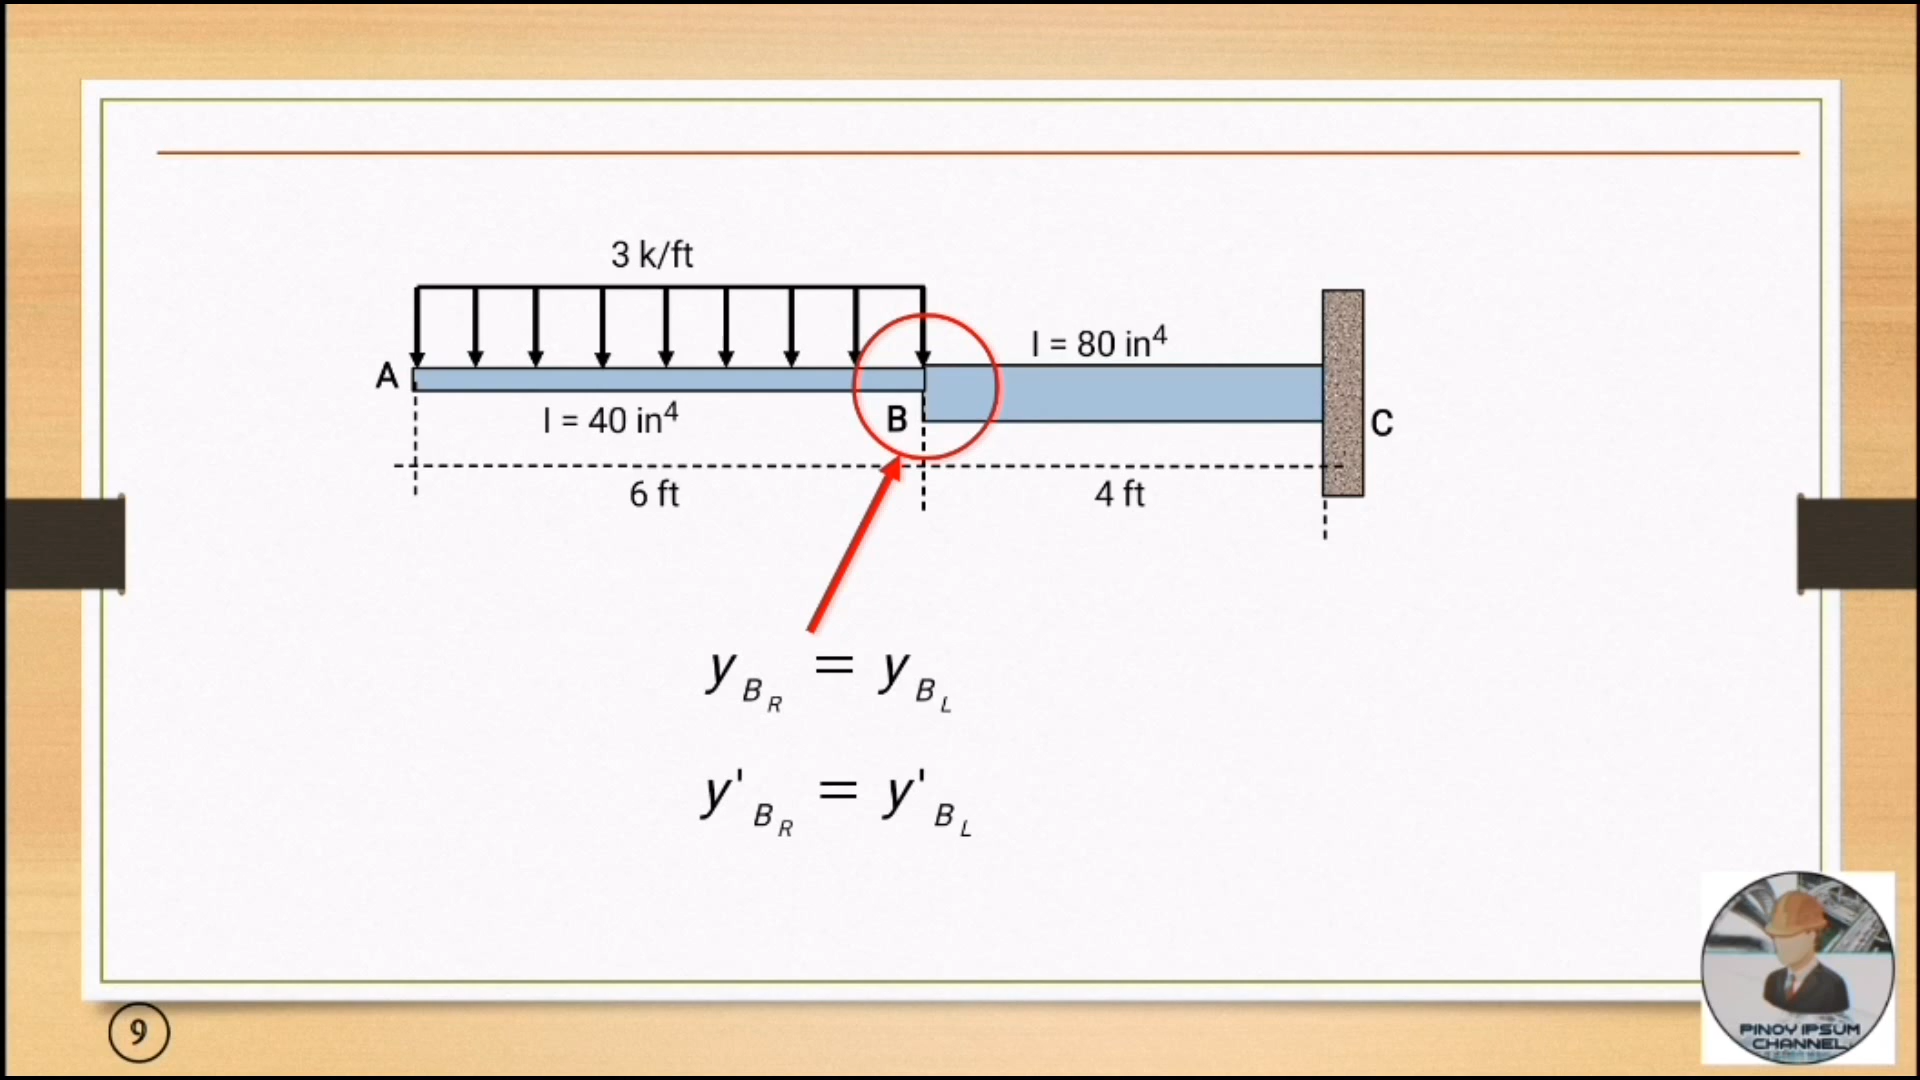 3 k/ft
I = 80 in⁴
A
I = 40 in⁴
B
C
6 ft
4 ft
y_{B_R} = y_{B_L}
y'_{B_R} = y'_{B_L}
9
PINOY IPSUM
CHANNEL